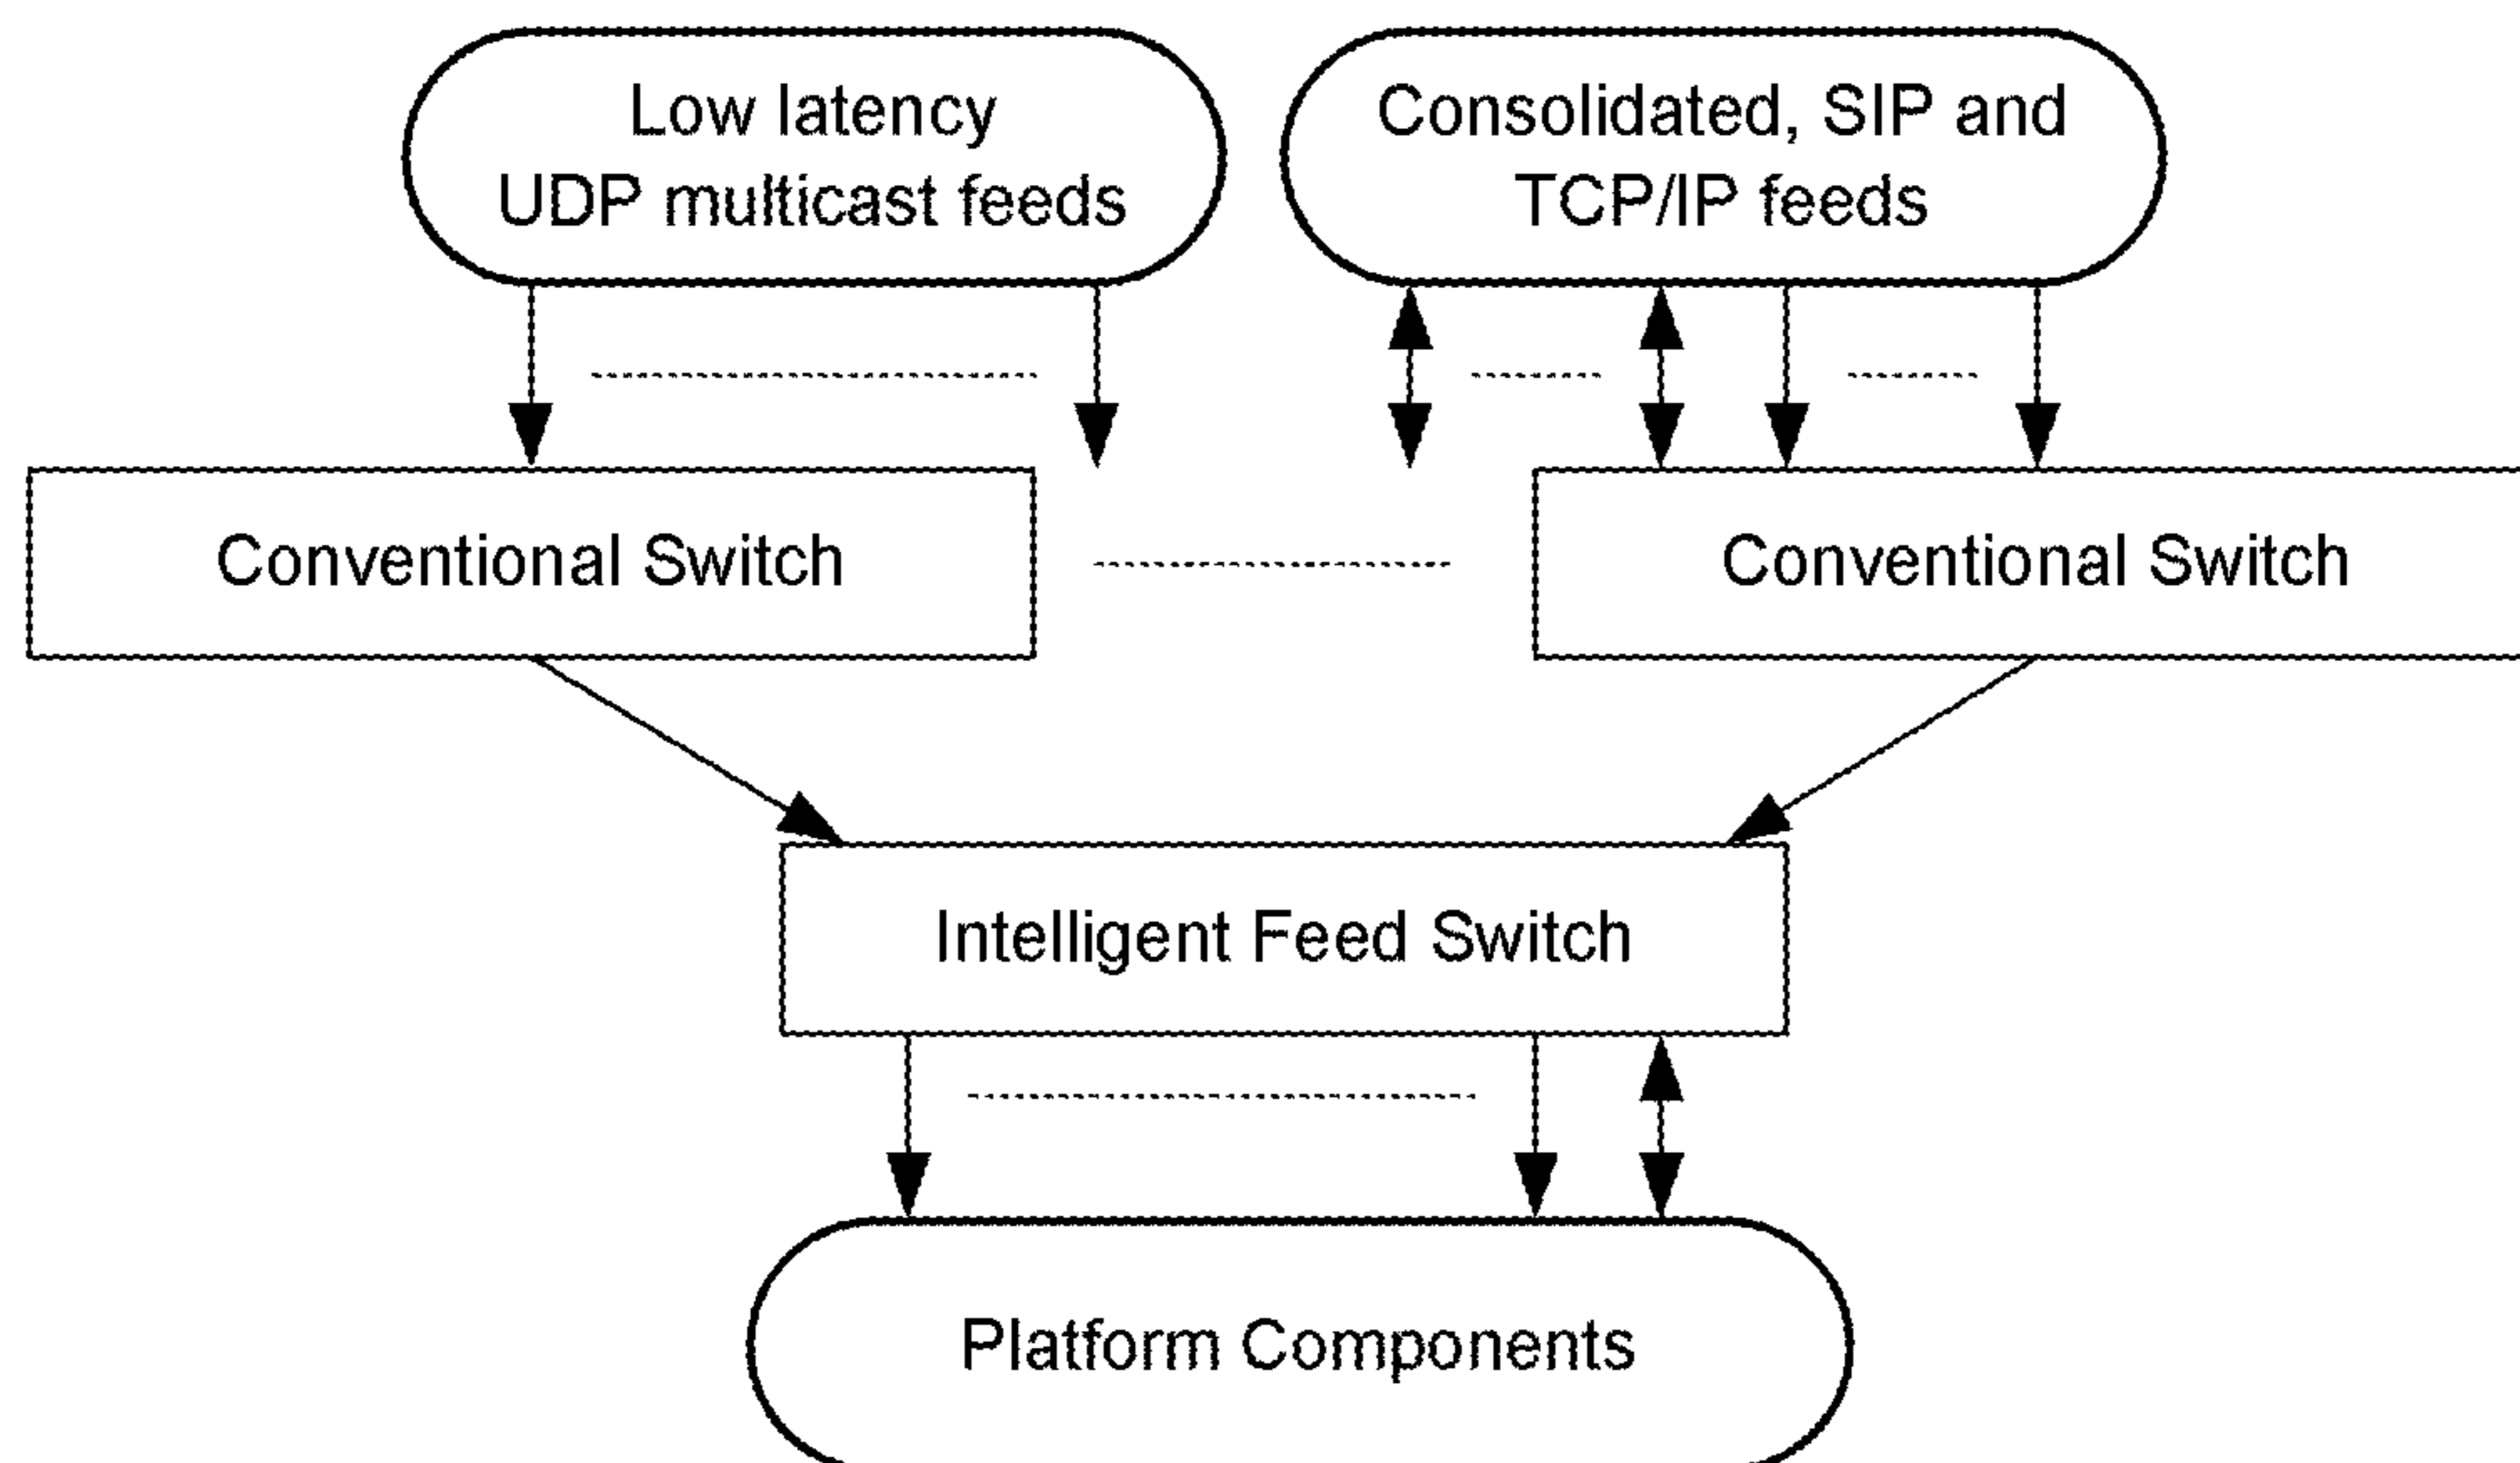 Low latency
UDP multicast feeds
Consolidated, SIP and
TCP/IP feeds
Conventional Switch
Conventional Switch
Intelligent Feed Switch
Platform Components